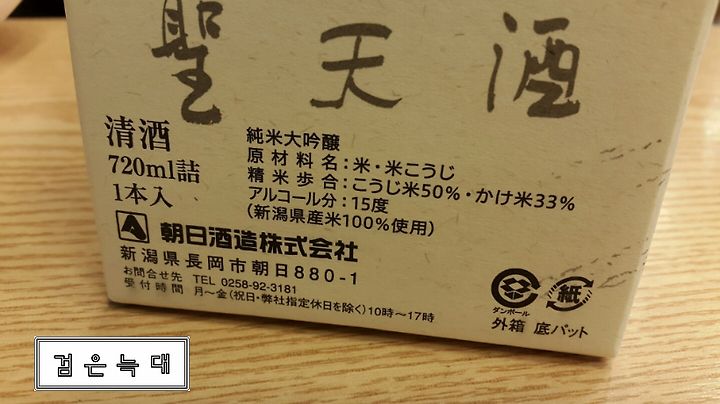 聖天酒
清酒
720ml詰
1本入
純米大吟醸
原材料名：米・米こうじ
精米歩合：こうじ米50%・かけ米33%
アルコール分：15度
（新潟県産米100%使用）
朝日酒造株式会社
新潟県長岡市朝日880-1
お問合せ先 TEL 0258-92-3181
受付時間 月〜金（祝日・弊社指定休日を除く）10時〜17時
ダンボール
紙
外箱 底パット
검은늑대